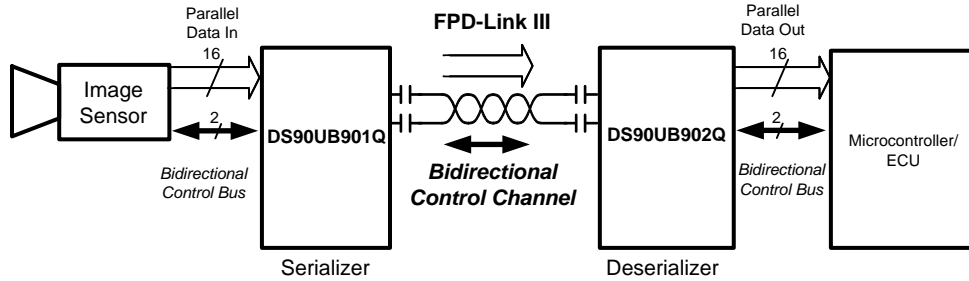 Parallel
Data In
16
Image
Sensor
2
Bidirectional
Control Bus
DS90UB901Q
Serializer
FPD-Link III
Bidirectional
Control Channel
DS90UB902Q
Deserializer
Parallel
Data Out
16
2
Bidirectional
Control Bus
Microcontroller/
ECU